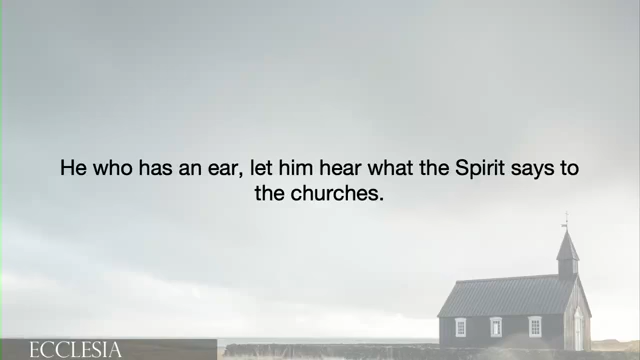 He who has an ear, let him hear what the Spirit says to
the churches.
ECCLESIA